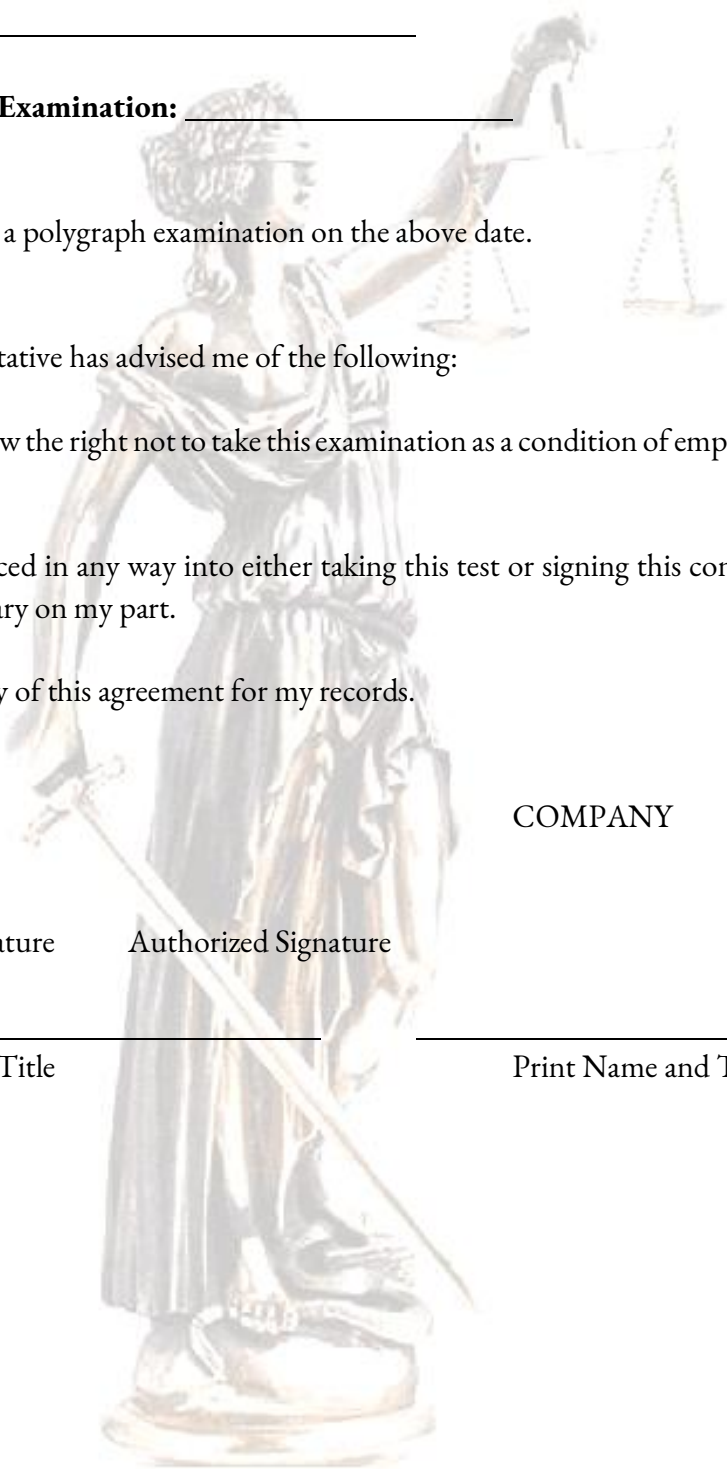 Examination:
a polygraph examination on the above date.
tative has advised me of the following:
w the right not to take this examination as a condition of emp
ced in any way into either taking this test or signing this con
ary on my part.
y of this agreement for my records.
COMPANY
ature Authorized Signature
Title Print Name and T